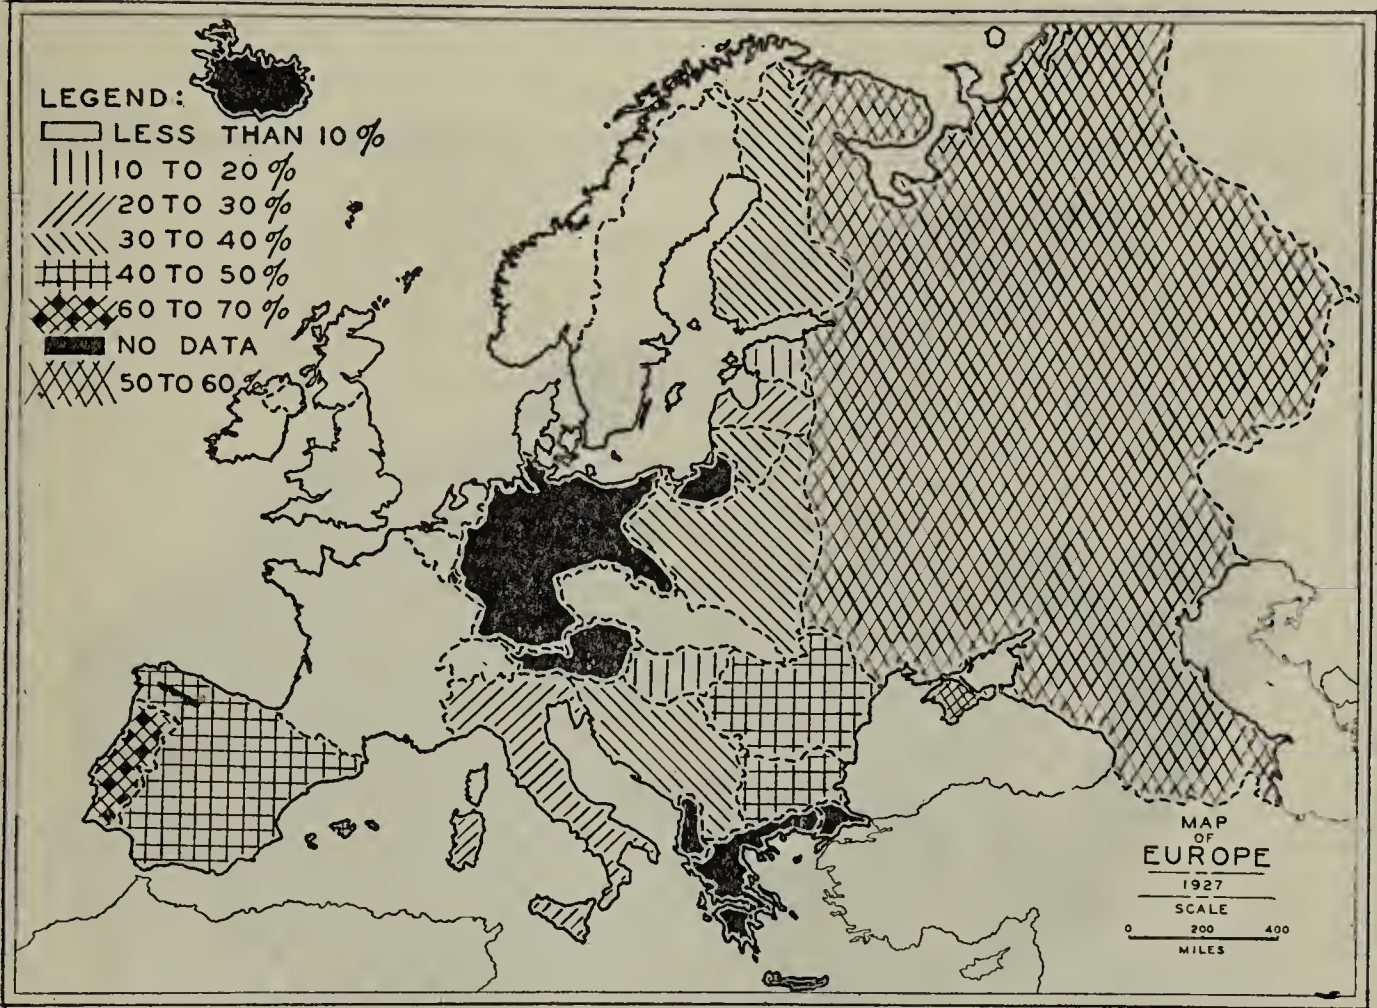 LEGEND:
LESS THAN 10%
10 TO 20%
20 TO 30%
30 TO 40%
40 TO 50%
60 TO 70%
NO DATA
50 TO 60%
MAP
OF
EUROPE
1927
SCALE
0 200 400
MILES